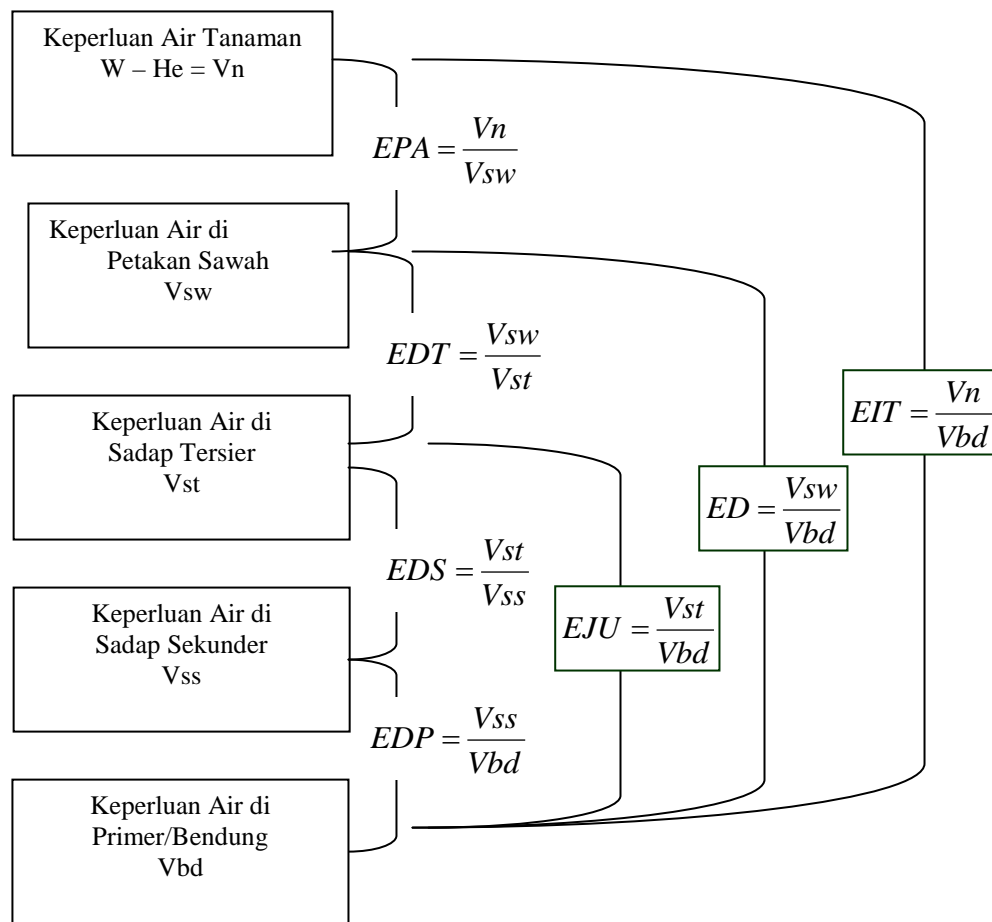 Keperluan Air Tanaman
W – He = Vn
EPA = Vn / Vsw
Keperluan Air di
Petakan Sawah
Vsw
EDT = Vsw / Vst
EIT = Vn / Vbd
Keperluan Air di
Sadap Tersier
Vst
ED = Vsw / Vbd
EDS = Vst / Vss
Keperluan Air di
Sadap Sekunder
Vss
EJU = Vst / Vbd
EDP = Vss / Vbd
Keperluan Air di
Primer/Bendung
Vbd